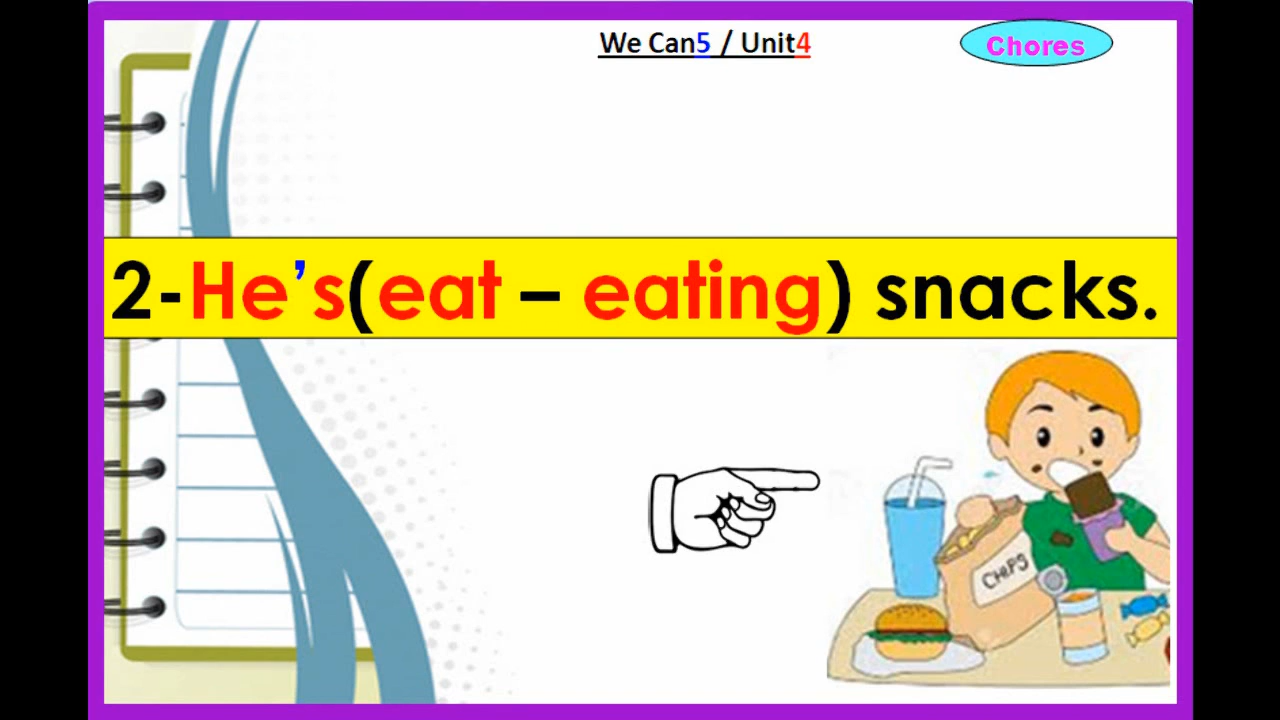 We Can5 / Unit4
Chores
2-He’s(eat – eating) snacks.
CHIPS